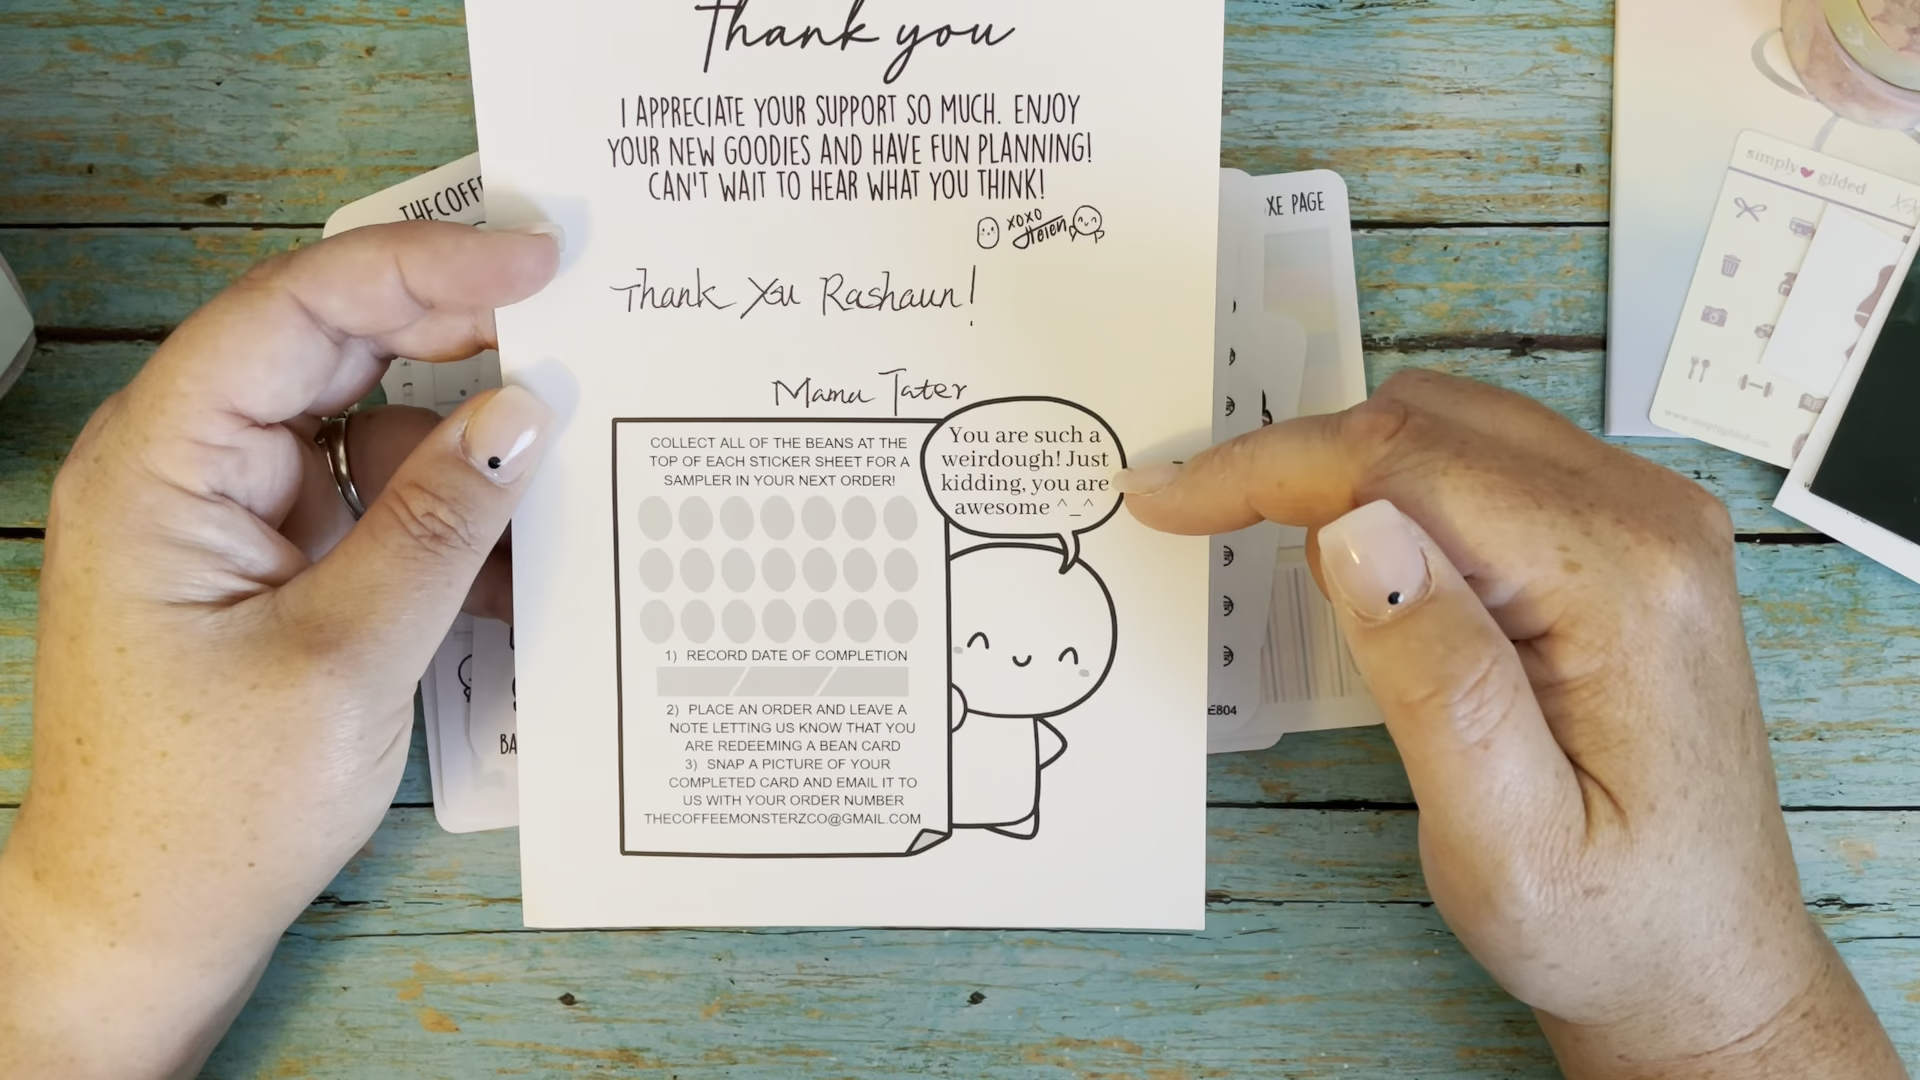 Thank you
I APPRECIATE YOUR SUPPORT SO MUCH. ENJOY
YOUR NEW GOODIES AND HAVE FUN PLANNING!
CAN'T WAIT TO HEAR WHAT YOU THINK!
XOXO
Helen
Thank You Rashaun!
Mama Tater
COLLECT ALL OF THE BEANS AT THE
TOP OF EACH STICKER SHEET FOR A
SAMPLER IN YOUR NEXT ORDER!
1) RECORD DATE OF COMPLETION
2) PLACE AN ORDER AND LEAVE A
NOTE LETTING US KNOW THAT YOU
ARE REDEEMING A BEAN CARD
3) SNAP A PICTURE OF YOUR
COMPLETED CARD AND EMAIL IT TO
US WITH YOUR ORDER NUMBER
THECOFFEEMONSTERZCO@GMAIL.COM
You are such a
weirdough! Just
kidding, you are
awesome ^_^
THECOFFE
XE PAGE
E804
BA
simply gilded